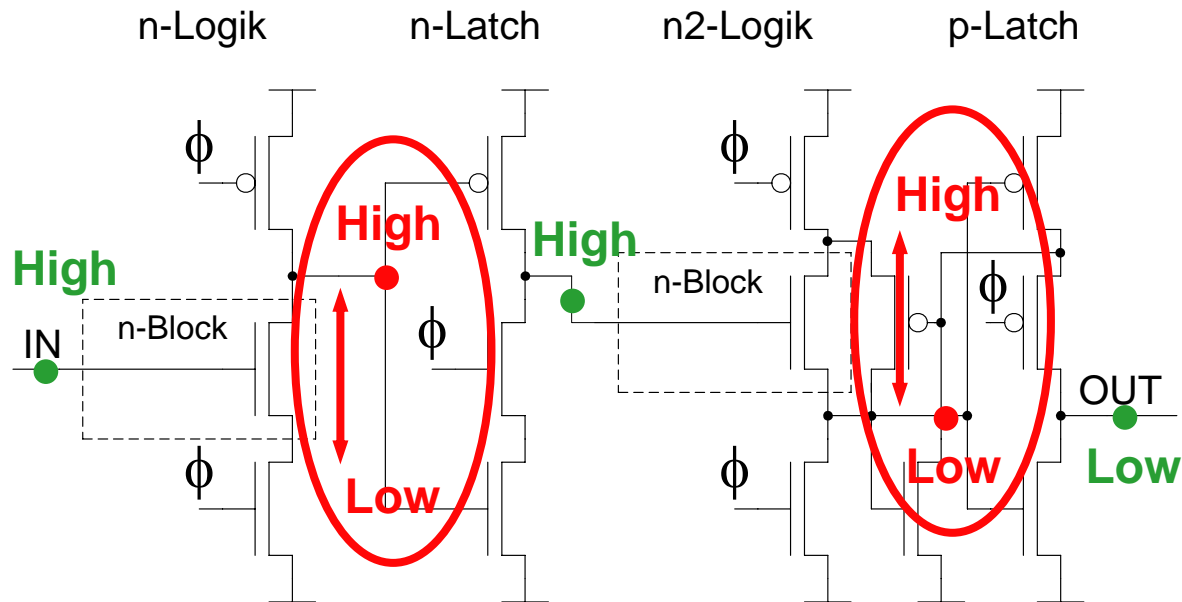 n-Logik n-Latch n2-Logik p-Latch
ϕ ϕ
High High High High
n-Block n-Block ϕ
IN ϕ OUT
ϕ Low ϕ Low Low